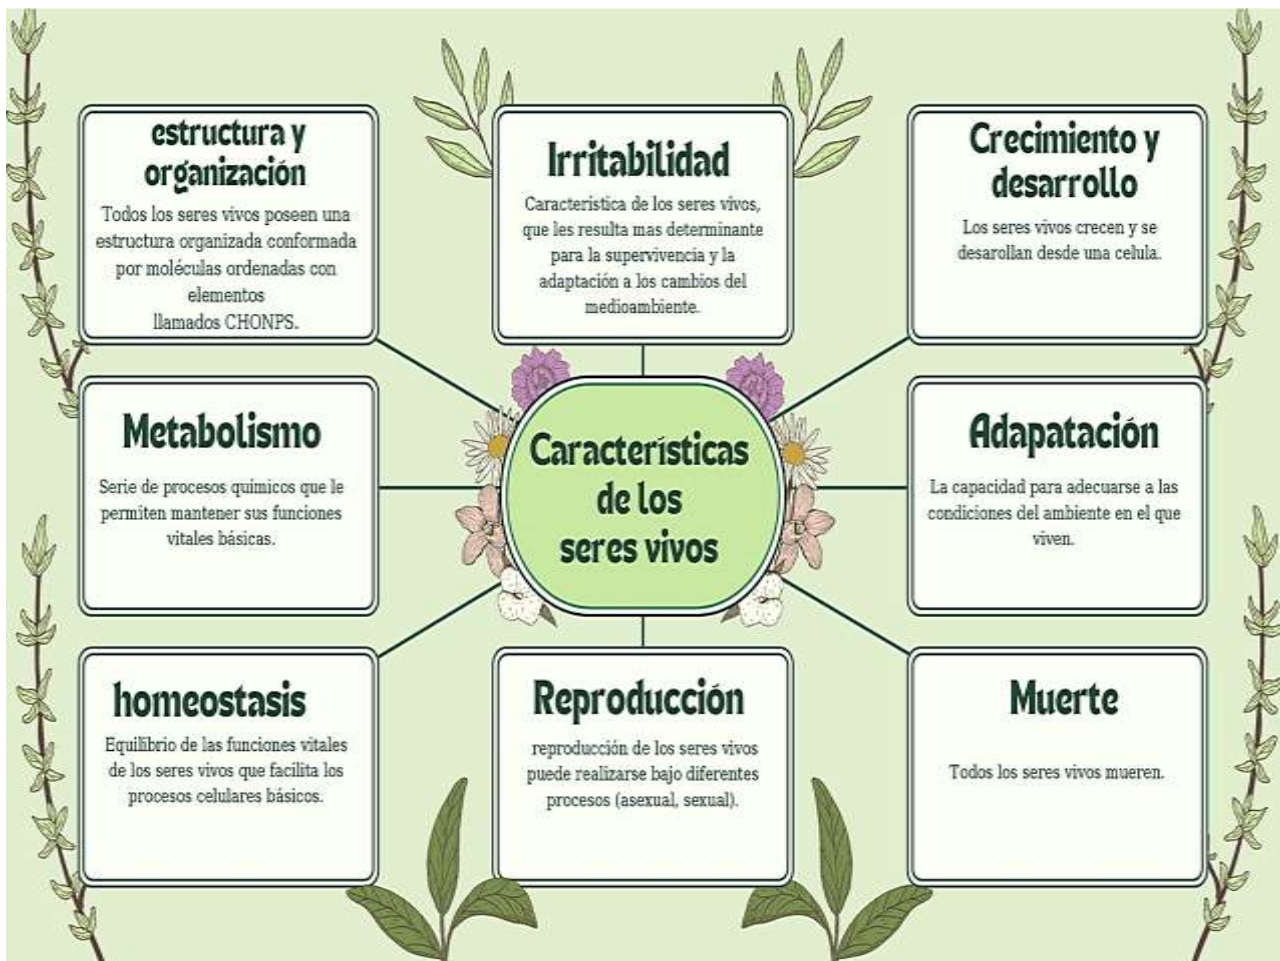 estructura y
organización
Todos los seres vivos poseen una
estructura organizada conformada
por moléculas ordenadas con
elementos
llamados CHONPS.
Irritabilidad
Caracteristica de los seres vivos,
que les resulta mas determinante
para la supervivencia y la
adaptación a los cambios del
medioambiente.
Crecimiento y
desarrollo
Los seres vivos crecen y se
desarollan desde una celula.
Metabolismo
Serie de procesos químicos que le
permiten mantener sus funciones
vitales básicas.
Características
de los
seres vivos
Adapatación
La capacidad para adecuarse a las
condiciones del ambiente en el que
viven.
homeostasis
Equilibrio de las funciones vitales
de los seres vivos que facilita los
procesos celulares básicos.
Reproducción
reproducción de los seres vivos
puede realizarse bajo diferentes
procesos (asexual, sexual).
Muerte
Todos los seres vivos mueren.